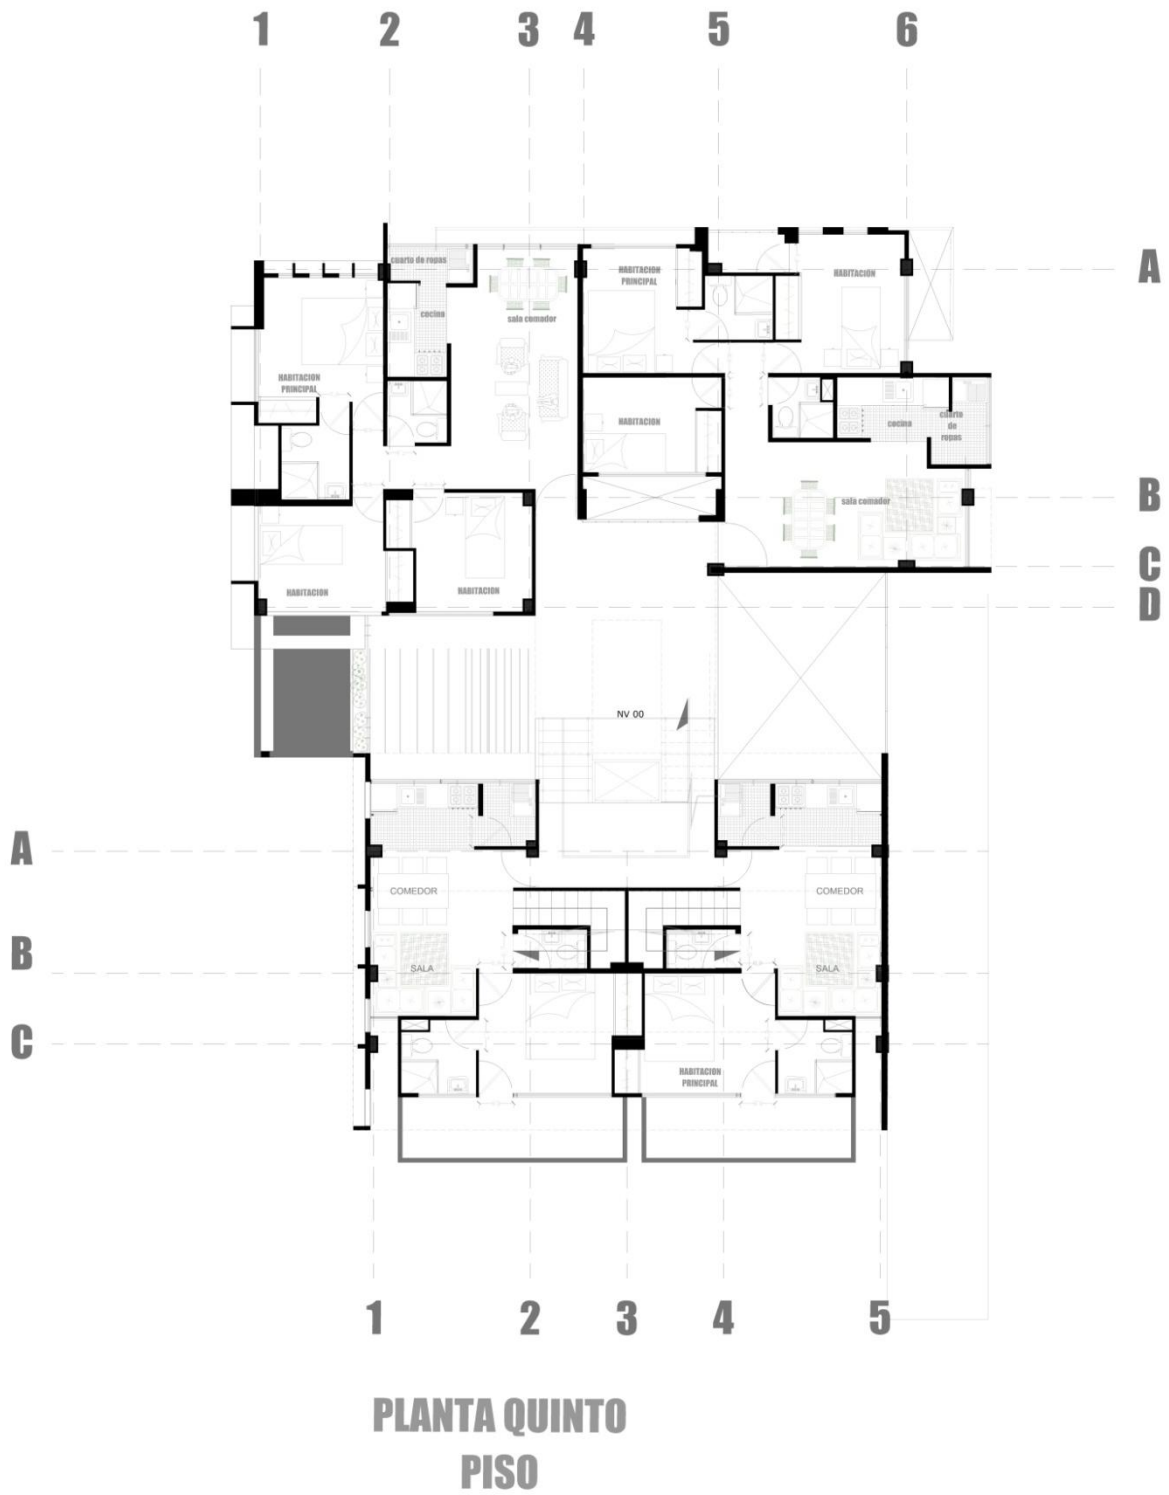 1 2 3 4 5 6
A
cuarto de ropas
HABITACION
PRINCIPAL
HABITACION
cocina
sala comador
HABITACION
PRINCIPAL
HABITACION
cocina
cuarto
de
ropas
B
sala comador
C
HABITACION
HABITACION
D
NV 00
A
COMEDOR
COMEDOR
B
SALA
SALA
C
HABITACION
PRINCIPAL
1 2 3 4 5
PLANTA QUINTO
PISO